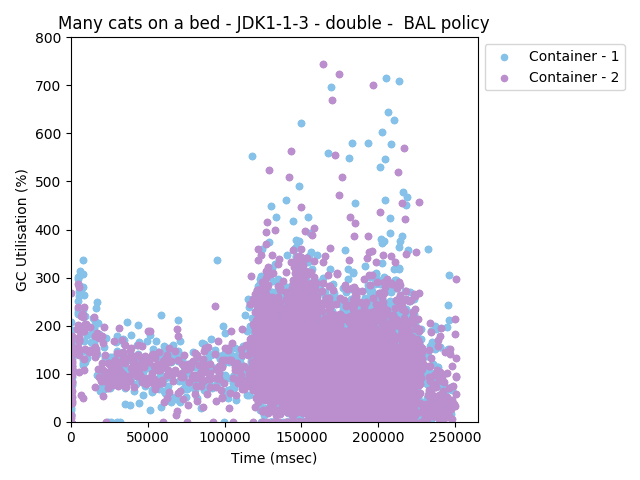 Many cats on a bed - JDK1-1-3 - double -  BAL policy
Container - 1
Container - 2
GC Utilisation (%)
800
700
600
500
400
300
200
100
0
0 50000 100000 150000 200000 250000
Time (msec)